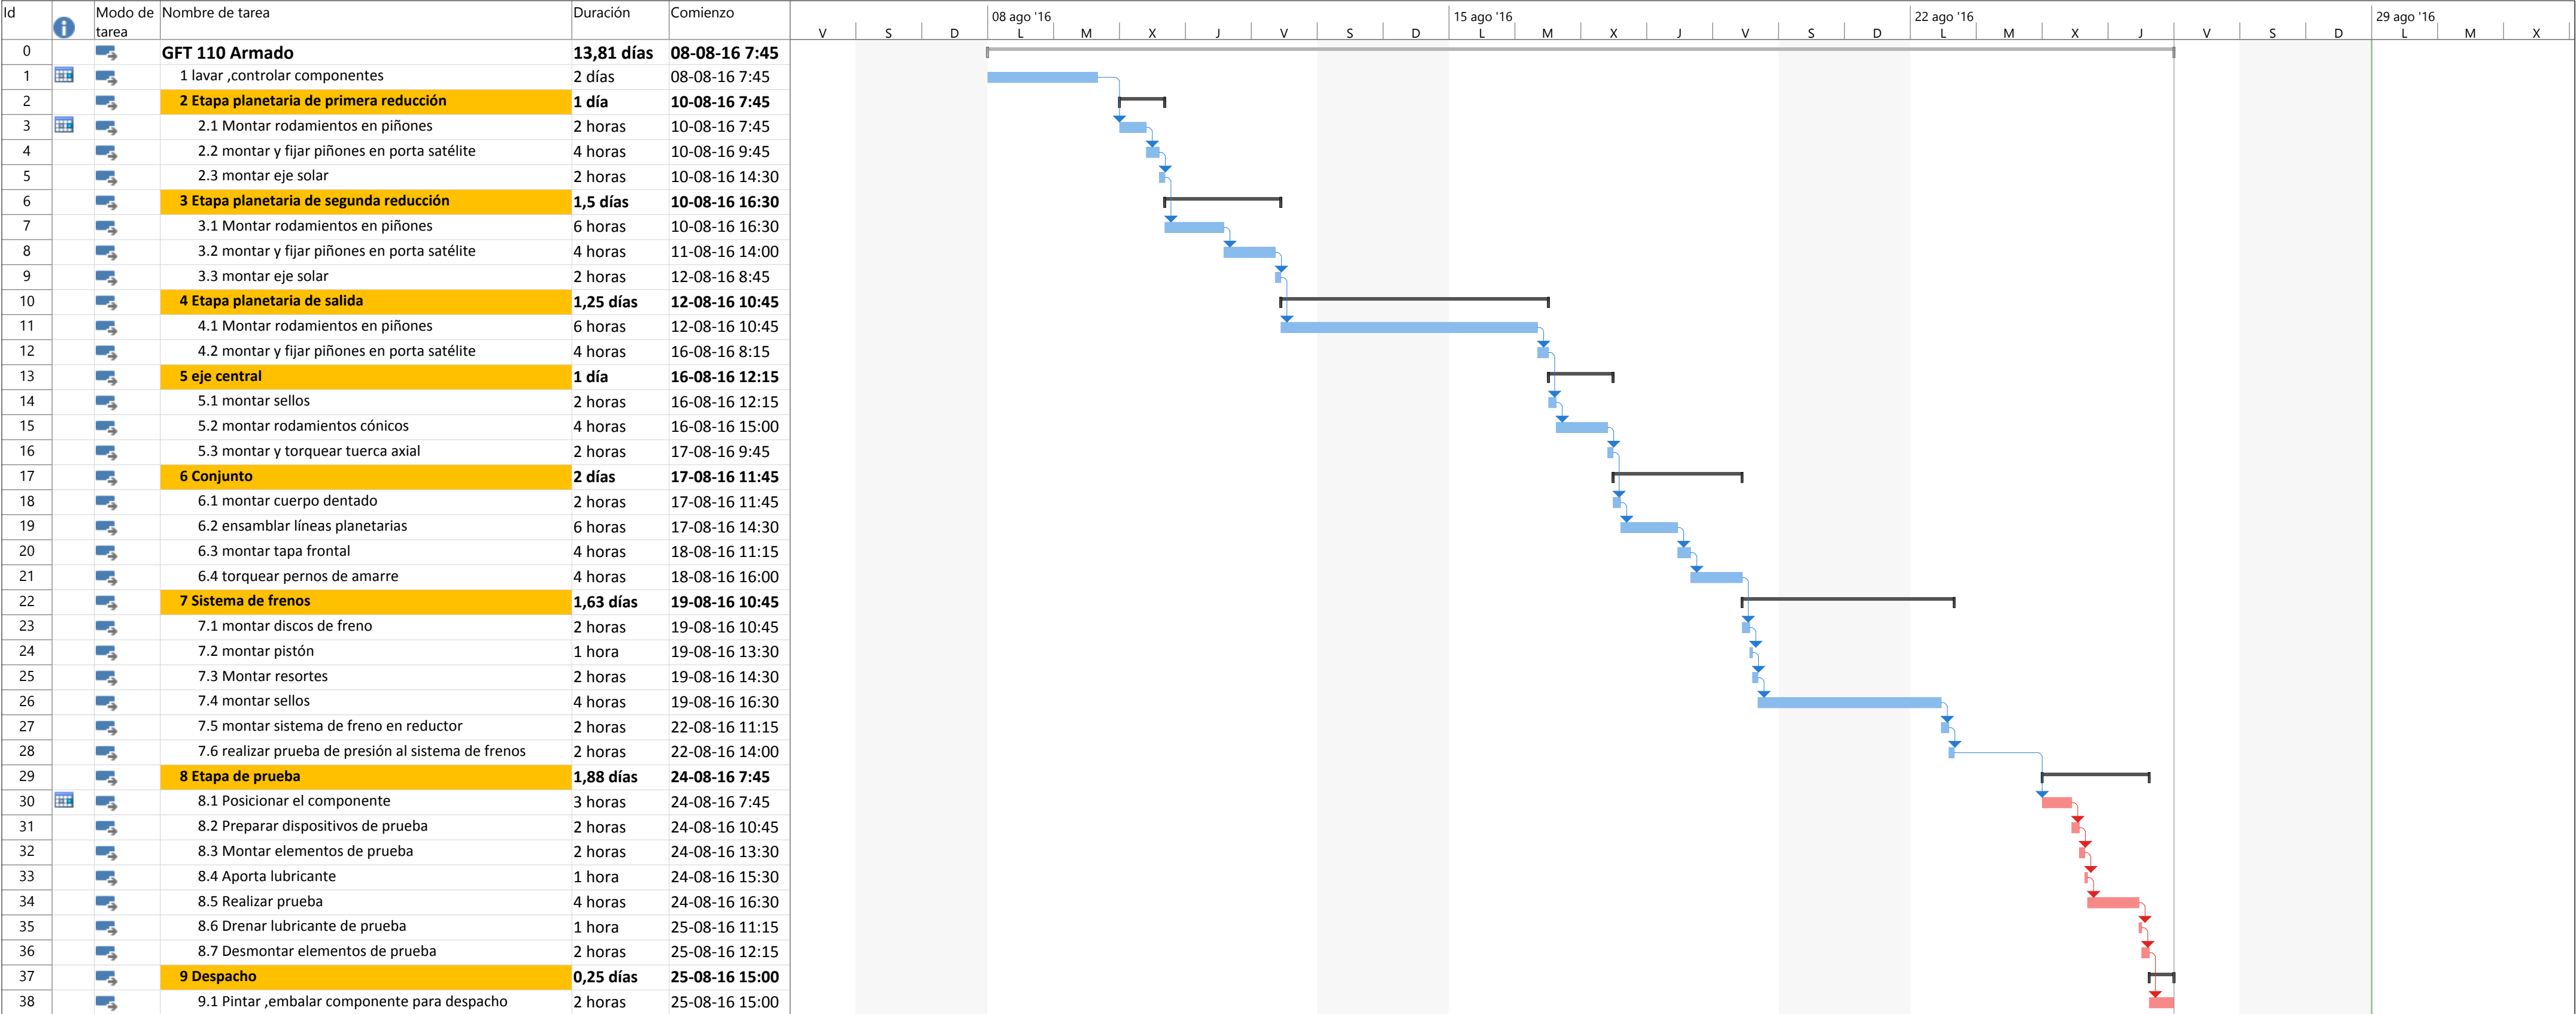 Id Modo de tarea Nombre de tarea Duración Comienzo
08 ago '16 15 ago '16 22 ago '16 29 ago '16
V S D L M X J V S D L M X J V S D L M X J V S D L M X
0 GFT 110 Armado 13,81 días 08-08-16 7:45
1 1 lavar ,controlar componentes 2 días 08-08-16 7:45
2 2 Etapa planetaria de primera reducción 1 día 10-08-16 7:45
3 2.1 Montar rodamientos en piñones 2 horas 10-08-16 7:45
4 2.2 montar y fijar piñones en porta satélite 4 horas 10-08-16 9:45
5 2.3 montar eje solar 2 horas 10-08-16 14:30
6 3 Etapa planetaria de segunda reducción 1,5 días 10-08-16 16:30
7 3.1 Montar rodamientos en piñones 6 horas 10-08-16 16:30
8 3.2 montar y fijar piñones en porta satélite 4 horas 11-08-16 14:00
9 3.3 montar eje solar 2 horas 12-08-16 8:45
10 4 Etapa planetaria de salida 1,25 días 12-08-16 10:45
11 4.1 Montar rodamientos en piñones 6 horas 12-08-16 10:45
12 4.2 montar y fijar piñones en porta satélite 4 horas 16-08-16 8:15
13 5 eje central 1 día 16-08-16 12:15
14 5.1 montar sellos 2 horas 16-08-16 12:15
15 5.2 montar rodamientos cónicos 4 horas 16-08-16 15:00
16 5.3 montar y torquear tuerca axial 2 horas 17-08-16 9:45
17 6 Conjunto 2 días 17-08-16 11:45
18 6.1 montar cuerpo dentado 2 horas 17-08-16 11:45
19 6.2 ensamblar líneas planetarias 6 horas 17-08-16 14:30
20 6.3 montar tapa frontal 4 horas 18-08-16 11:15
21 6.4 torquear pernos de amarre 4 horas 18-08-16 16:00
22 7 Sistema de frenos 1,63 días 19-08-16 10:45
23 7.1 montar discos de freno 2 horas 19-08-16 10:45
24 7.2 montar pistón 1 hora 19-08-16 13:30
25 7.3 Montar resortes 2 horas 19-08-16 14:30
26 7.4 montar sellos 4 horas 19-08-16 16:30
27 7.5 montar sistema de freno en reductor 2 horas 22-08-16 11:15
28 7.6 realizar prueba de presión al sistema de frenos 2 horas 22-08-16 14:00
29 8 Etapa de prueba 1,88 días 24-08-16 7:45
30 8.1 Posicionar el componente 3 horas 24-08-16 7:45
31 8.2 Preparar dispositivos de prueba 2 horas 24-08-16 10:45
32 8.3 Montar elementos de prueba 2 horas 24-08-16 13:30
33 8.4 Aporta lubricante 1 hora 24-08-16 15:30
34 8.5 Realizar prueba 4 horas 24-08-16 16:30
35 8.6 Drenar lubricante de prueba 1 hora 25-08-16 11:15
36 8.7 Desmontar elementos de prueba 2 horas 25-08-16 12:15
37 9 Despacho 0,25 días 25-08-16 15:00
38 9.1 Pintar ,embalar componente para despacho 2 horas 25-08-16 15:00